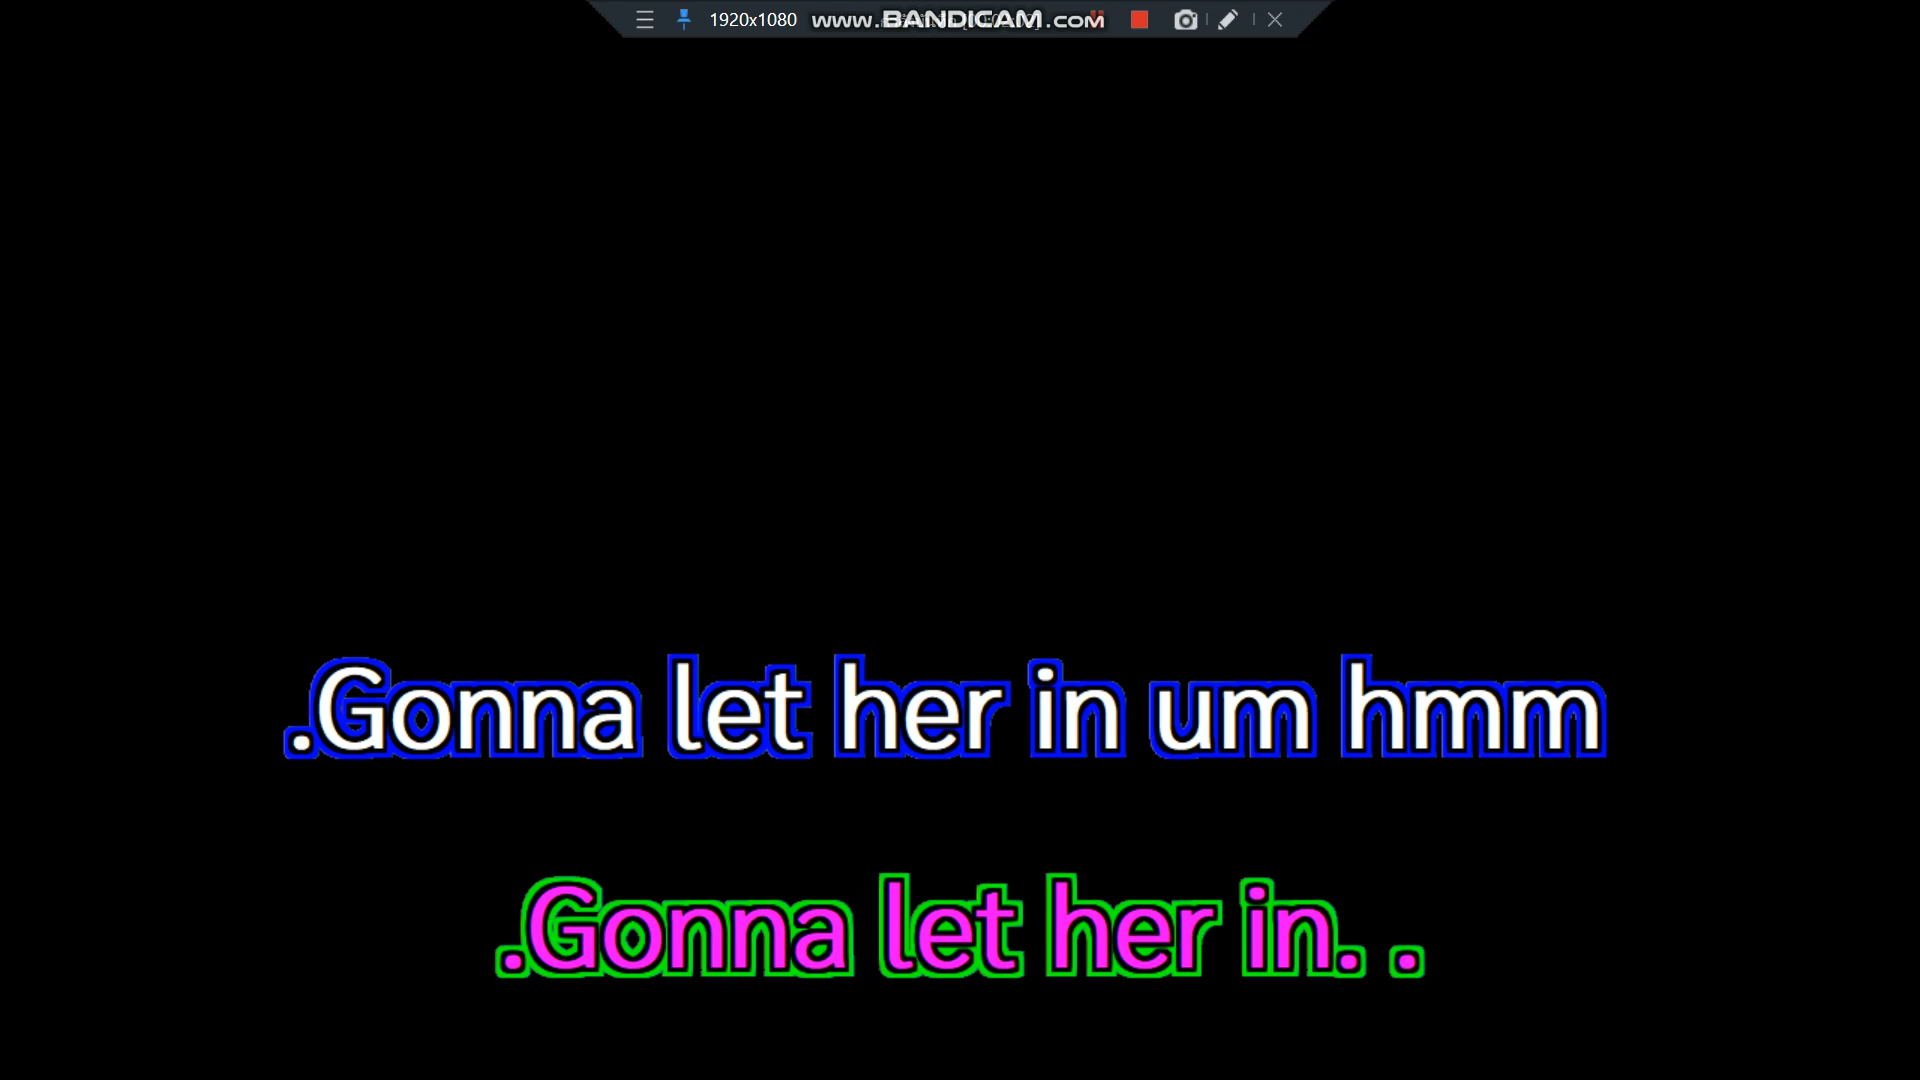 1920x1080 www.BANDICAM.com
.Gonna let her in um hmm
.Gonna let her in. .